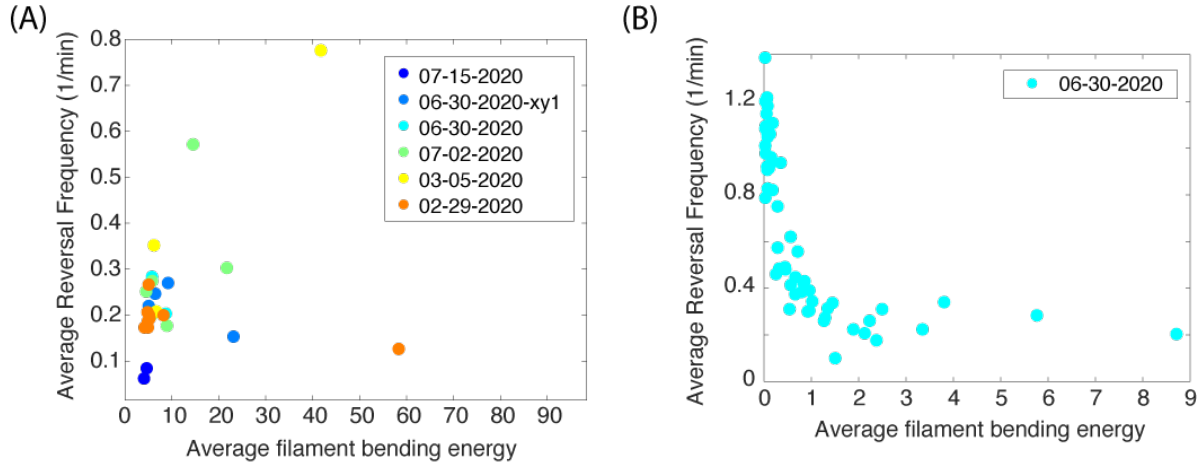 (A)
Average Reversal Frequency (1/min)
0.8
0.7
0.6
0.5
0.4
0.3
0.2
0.1
0 10 20 30 40 50 60 70 80 90
Average filament bending energy
07-15-2020
06-30-2020-xy1
06-30-2020
07-02-2020
03-05-2020
02-29-2020
(B)
Average Reversal Frequency (1/min)
1.2
0.8
0.4
0
0 1 2 3 4 5 6 7 8 9
Average filament bending energy
06-30-2020